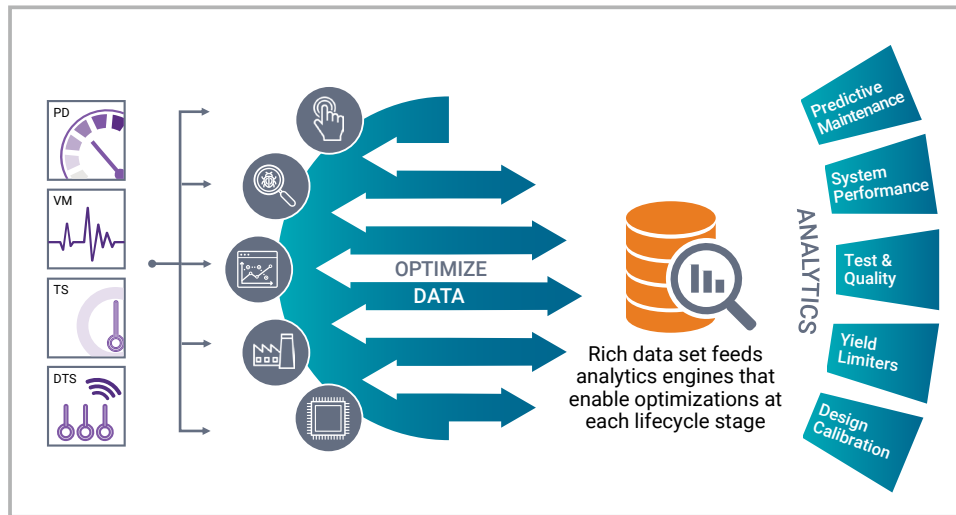 PD
VM
TS
DTS
OPTIMIZE
DATA
Rich data set feeds
analytics engines that
enable optimizations at
each lifecycle stage
ANALYTICS
Predictive
Maintenance
System
Performance
Test &
Quality
Yield
Limiters
Design
Calibration